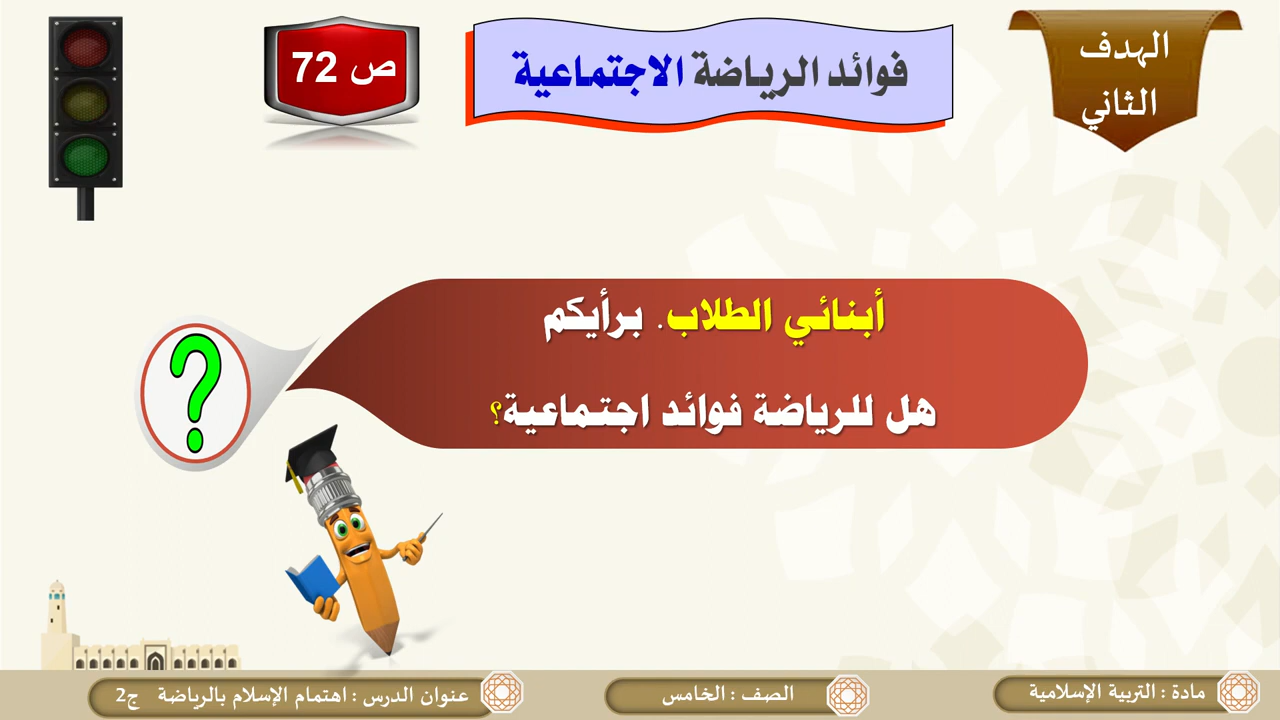 الهدف
الثاني
فوائد الرياضة الاجتماعية
ص 72
أبنائي الطلاب. برأيكم
هل للرياضة فوائد اجتماعية؟
?
مادة : التربية الإسلامية
الصف : الخامس
عنوان الدرس : اهتمام الإسلام بالرياضة ج2